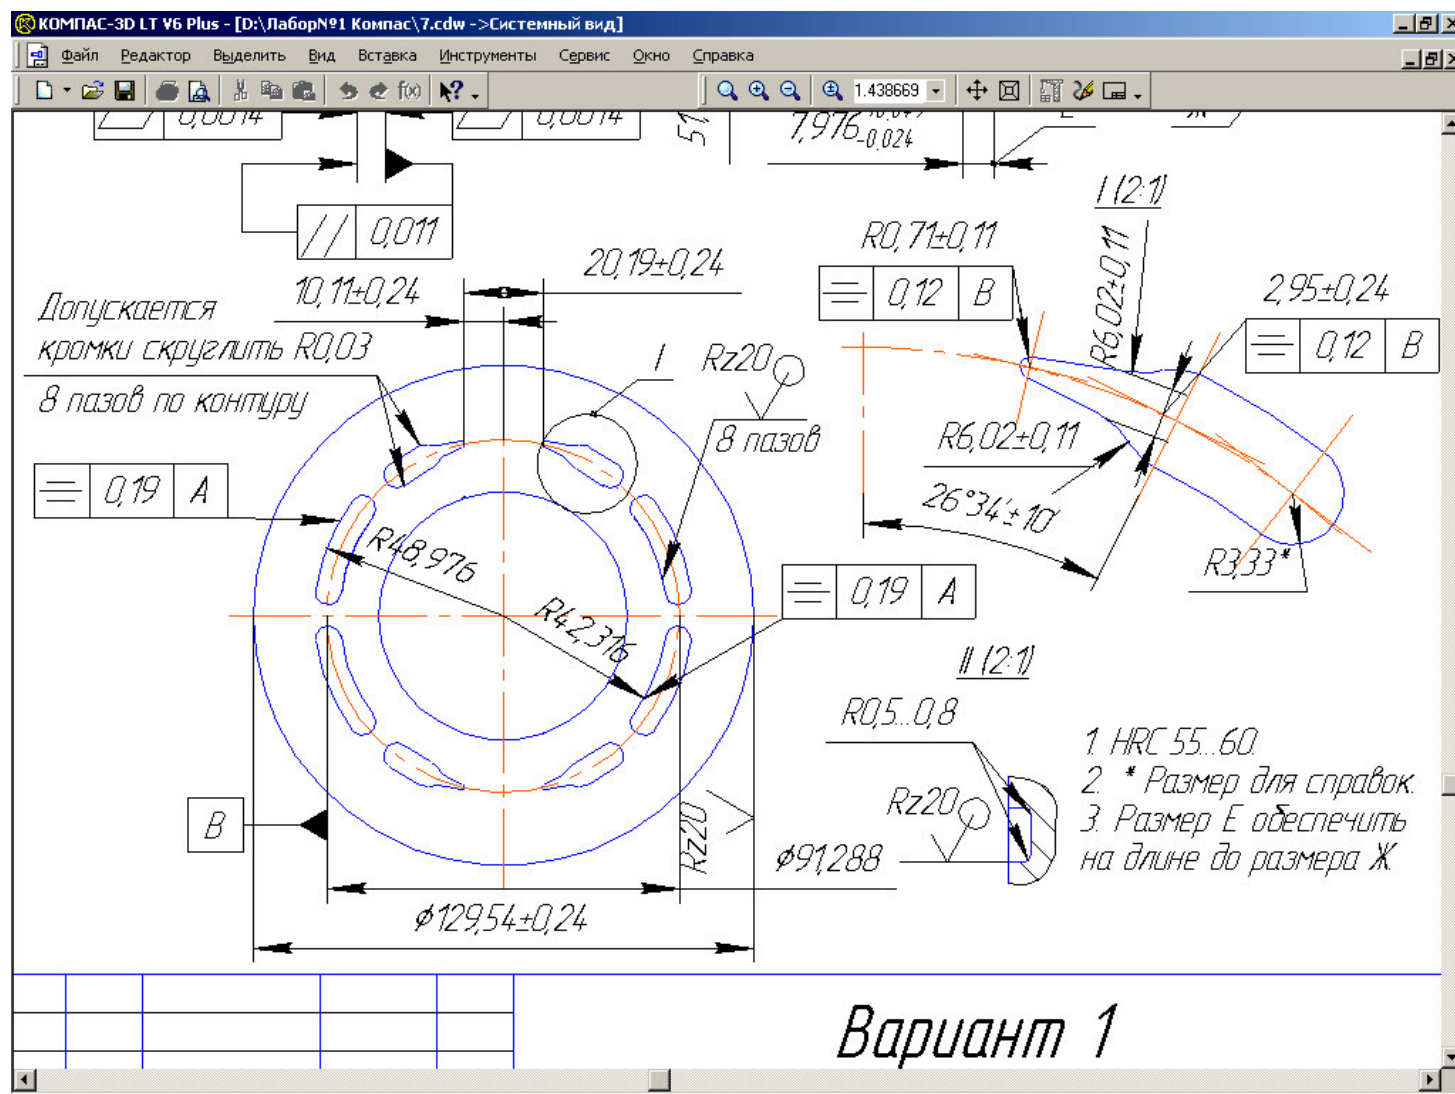 КОМПАС-3D LT V6 Plus - [D:\ЛаборNº1 Компас\7.cdw ->Системный вид]
Файл Редактор Выделить Вид Вставка Инструменты Сервис Окно Справка
f(x) 1.438669
0,0014
0,0014
7,976
-0,024
// 0,011
I (2:1)
R0,71±0,11
R6,02±0,11
20,19±0,24
10,11±0,24
0,12 B
2,95±0,24
0,12 B
Допускается
кромки скруглить R0,03
8 пазов по контуру
I
Rz20
8 пазов
R6,02±0,11
0,19 A
26°34'±10'
R48,976
R3,33*
0,19 A
R42,316
II (2:1)
R0,5...0,8
1. HRC 55...60.
2. * Размер для справок.
3. Размер Е обеспечить
на длине до размера Ж.
Rz20
Rz20
B
ϕ91,288
ϕ129,54±0,24
Вариант 1